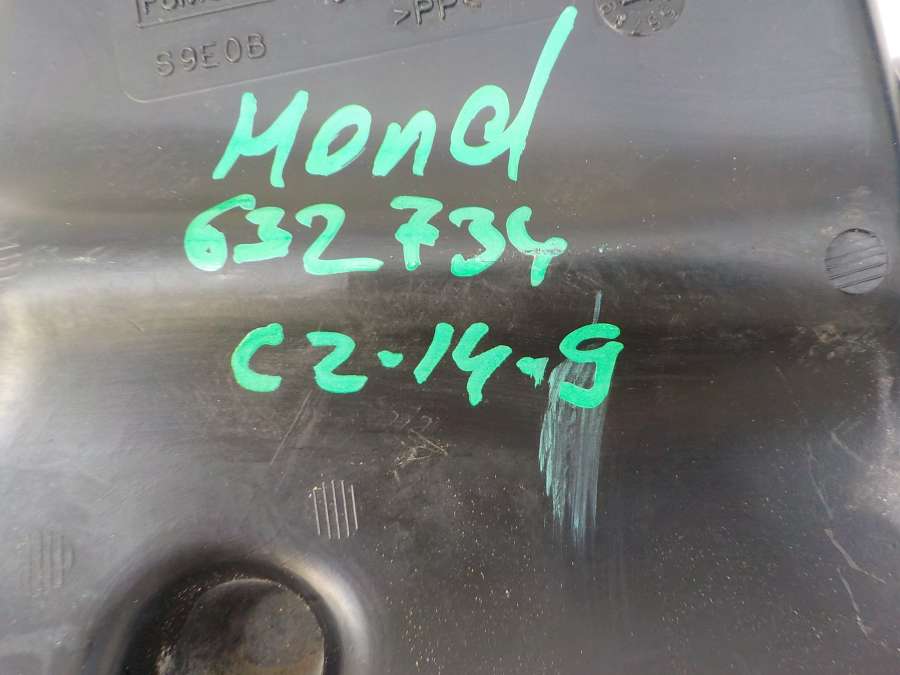 >PP
S9E0B
Mond
632734
C2-14-9